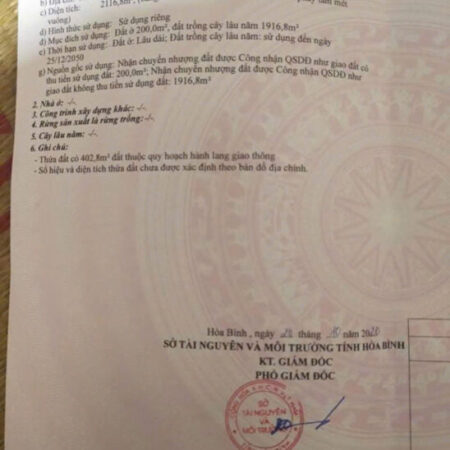 c) Diện tích: 2116,8m²,
vuông)
d) Hình thức sử dụng: Sử dụng riêng
đ) Mục đích sử dụng: Đất ở 200,0m², đất trồng cây lâu năm 1916,8m²
e) Thời hạn sử dụng: Đất ở: Lâu dài; Đất trồng cây lâu năm: sử dụng đến ngày
25/12/2050
g) Nguồn gốc sử dụng: Nhận chuyển nhượng đất được Công nhận QSDĐ như giao đất có
thu tiền sử dụng đất: 200,0m²; Nhận chuyển nhượng đất được Công nhận QSDĐ như
giao đất không thu tiền sử dụng đất: 1916,8m²
2. Nhà ở: -/-.
3. Công trình xây dựng khác: -/-.
4. Rừng sản xuất là rừng trồng: -/-.
5. Cây lâu năm: -/-.
6. Ghi chú:
- Thửa đất có 402,8m² đất thuộc quy hoạch hành lang giao thông
- Số hiệu và diện tích thửa đất chưa được xác định theo bản đồ địa chính.
Hòa Bình, ngày tháng năm 2020
SỞ TÀI NGUYÊN VÀ MÔI TRƯỜNG TỈNH HÒA BÌNH
KT. GIÁM ĐỐC
PHÓ GIÁM ĐỐC
SỞ
TÀI NGUYÊN
VÀ
MÔI TRƯỜNG